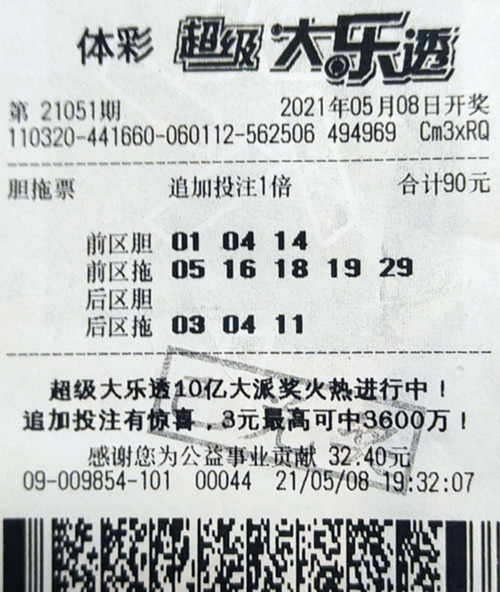 体彩 超级大乐透
第 21051期 2021年05月08日开奖
110320-441660-060112-562506 494969 Cm3xRQ
胆拖票 追加投注1倍 合计90元
前区胆 01 04 14
前区拖 05 16 18 19 29
后区胆
后区拖 03 04 11
超级大乐透10亿大派奖火热进行中！
追加投注有惊喜，3元最高可中3600万！
已兑奖
感谢您为公益事业贡献 32.40元
09-009854-101 00044 21/05/08 19:32:07